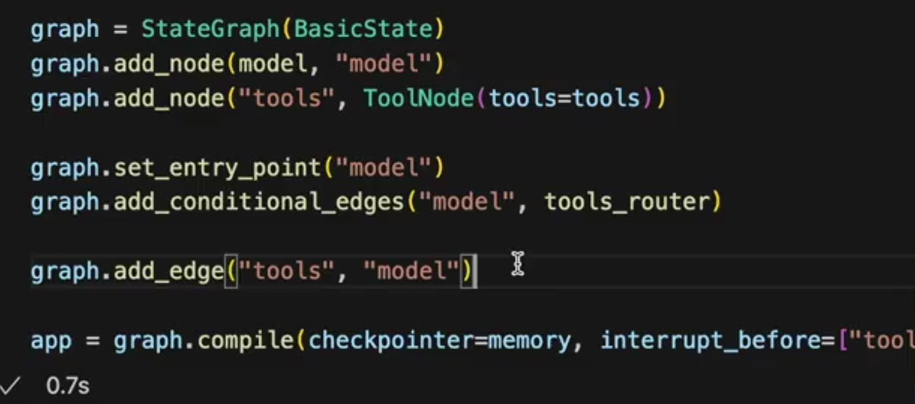 graph = StateGraph(BasicState)
graph.add_node(model, "model")
graph.add_node("tools", ToolNode(tools=tools))
graph.set_entry_point("model")
graph.add_conditional_edges("model", tools_router)
graph.add_edge("tools", "model")
app = graph.compile(checkpointer=memory, interrupt_before=["tool
0.7s